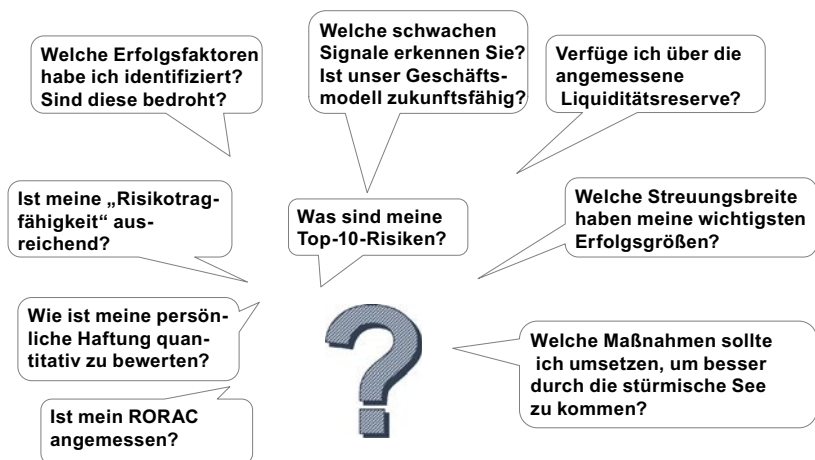 Welche Erfolgsfaktoren
habe ich identifiziert?
Sind diese bedroht?
Welche schwachen
Signale erkennen Sie?
Ist unser Geschäfts-
modell zukunftsfähig?
Verfüge ich über die
angemessene
Liquiditätsreserve?
Ist meine „Risikotrag-
fähigkeit“ aus-
reichend?
Was sind meine
Top-10-Risiken?
Welche Streuungsbreite
haben meine wichtigsten
Erfolgsgrößen?
Wie ist meine persön-
liche Haftung quan-
titativ zu bewerten?
?
Welche Maßnahmen sollte
ich umsetzen, um besser
durch die stürmische See
zu kommen?
Ist mein RORAC
angemessen?